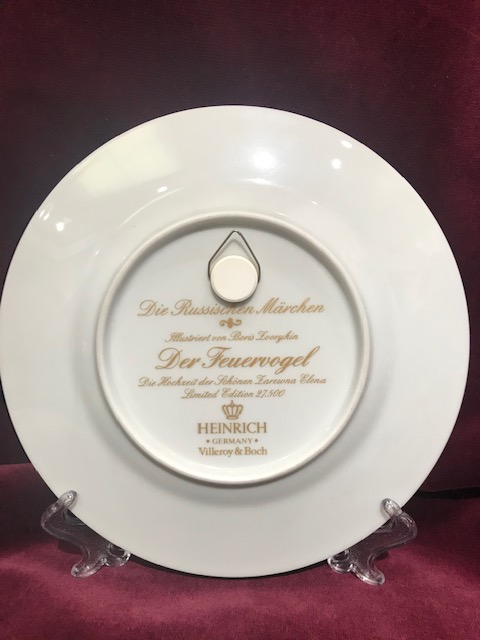 Die Russischen Märchen
Illustriert von Boris Zvorykin
Der Feuervogel
Die Hochzeit der Schönen Zarewna Elena
Limited Edition 27,500
HEINRICH
• GERMANY •
Villeroy & Boch